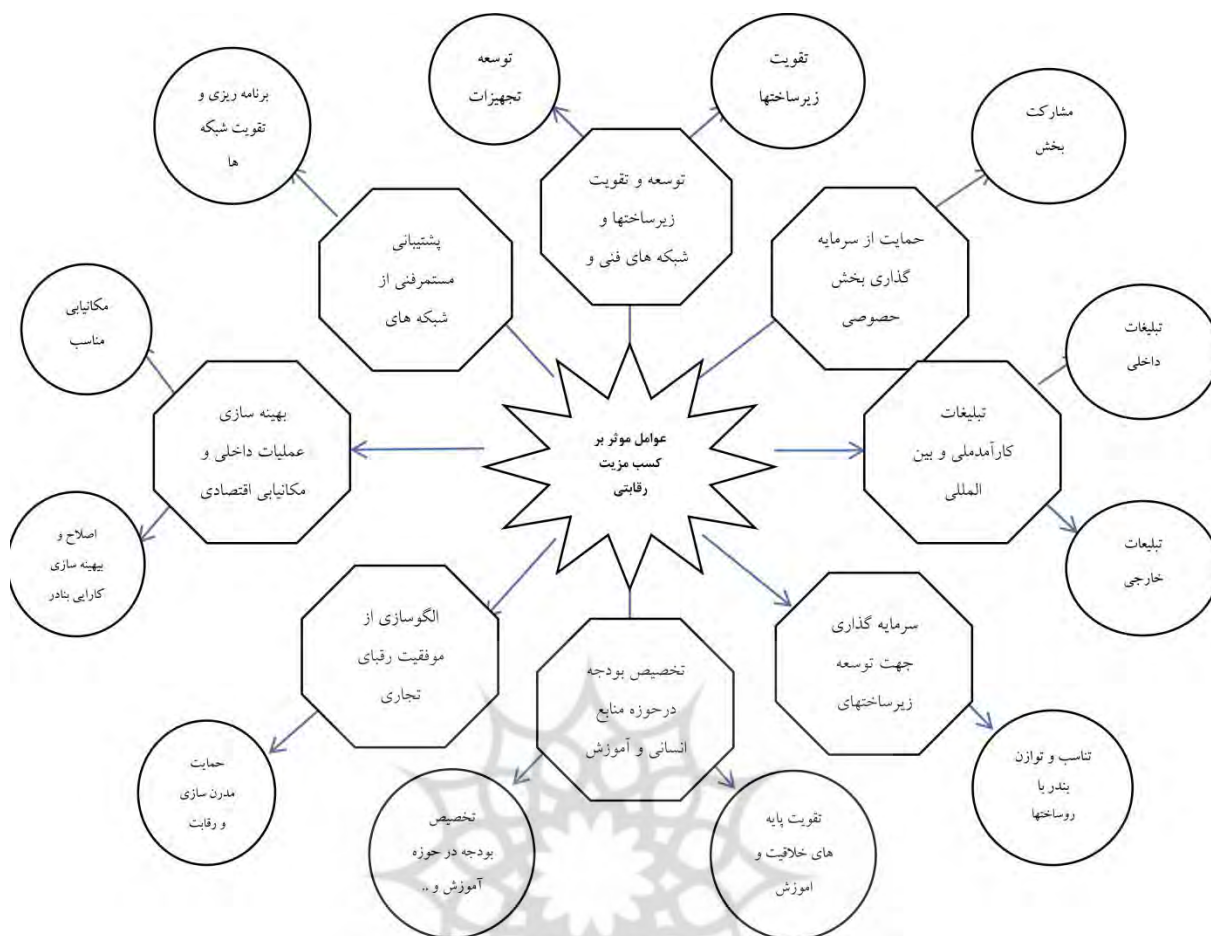 توسعه
تجهیزات
تقویت
زیرساختها
برنامه ریزی و
تقویت شبکه
ها
مشارکت
بخش
توسعه و تقویت
زیرساختها و
شبکه های فنی و
پشتیبانی
مستمرفنی از
شبکه های
حمایت از سرمایه
گذاری بخش
حصوصی
مکانیابی
مناسب
تبلیغات
داخلی
بهینه سازی
عملیات داخلی و
مکانیابی اقتصادی
عوامل موثر بر
کسب مزیت
رقابتی
تبلیغات
کارآمدملی و بین
المللی
اصلاح و
بیهینه سازی
کارایی بنادر
تبلیعات
خارجی
الگوسازی از
موفقیت رقبای
تجاری
تخصیص بودجه
درحوزه منابع
انسانی و آموزش
سرمایه گذاری
جهت توسعه
زیرساختهای
حمایت
مدرن سازی
و رقابت
تخصیص
بودجه در حوزه
آموزش و ..
تقویت پایه
های خلاقیت و
اموزش
تناسب و توازن
بندر با
روساختها